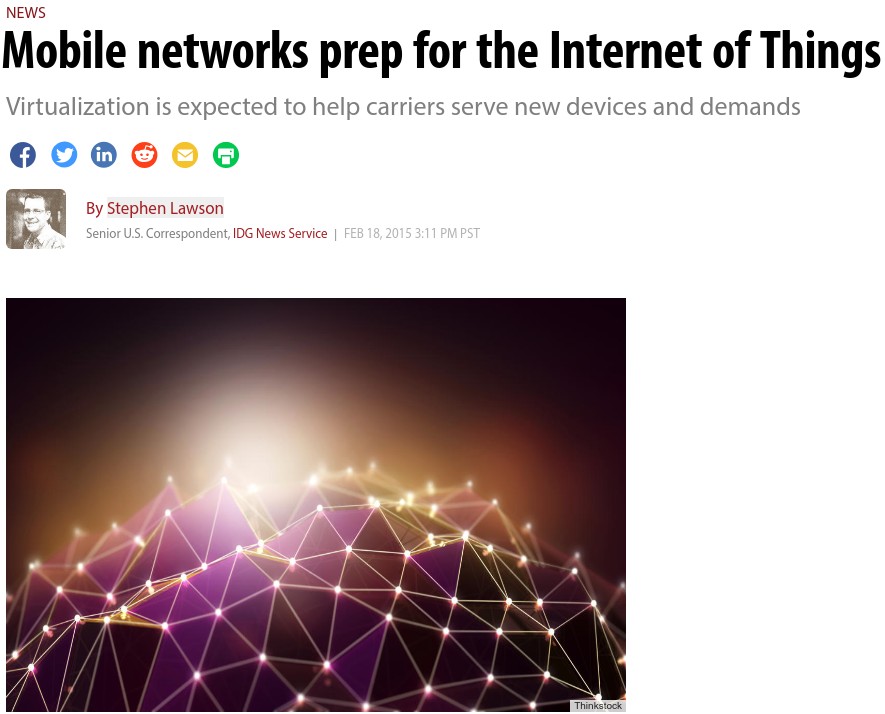 NEWS
Mobile networks prep for the Internet of Things
Virtualization is expected to help carriers serve new devices and demands
By Stephen Lawson
Senior U.S. Correspondent, IDG News Service | FEB 18, 2015 3:11 PM PST
Thinkstock